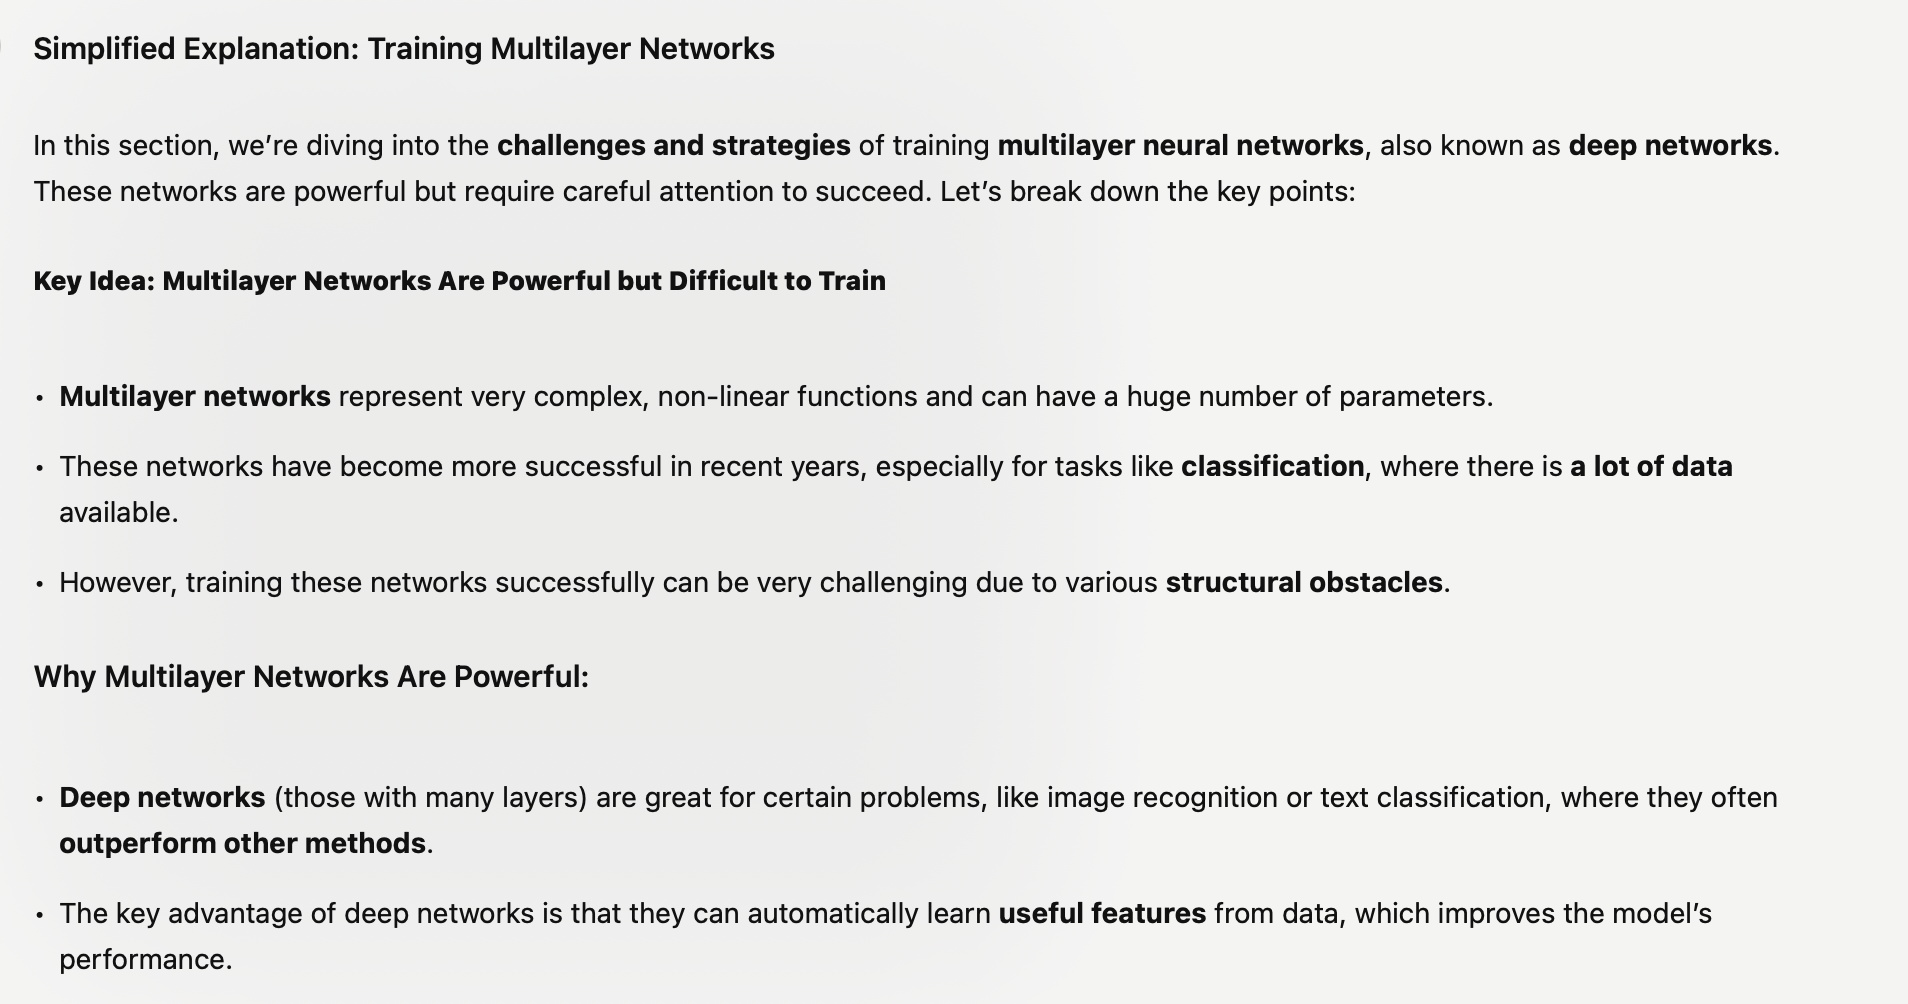 Simplified Explanation: Training Multilayer Networks
In this section, we’re diving into the challenges and strategies of training multilayer neural networks, also known as deep networks.
These networks are powerful but require careful attention to succeed. Let’s break down the key points:
Key Idea: Multilayer Networks Are Powerful but Difficult to Train
• Multilayer networks represent very complex, non-linear functions and can have a huge number of parameters.
• These networks have become more successful in recent years, especially for tasks like classification, where there is a lot of data
available.
• However, training these networks successfully can be very challenging due to various structural obstacles.
Why Multilayer Networks Are Powerful:
• Deep networks (those with many layers) are great for certain problems, like image recognition or text classification, where they often
outperform other methods.
• The key advantage of deep networks is that they can automatically learn useful features from data, which improves the model’s
performance.